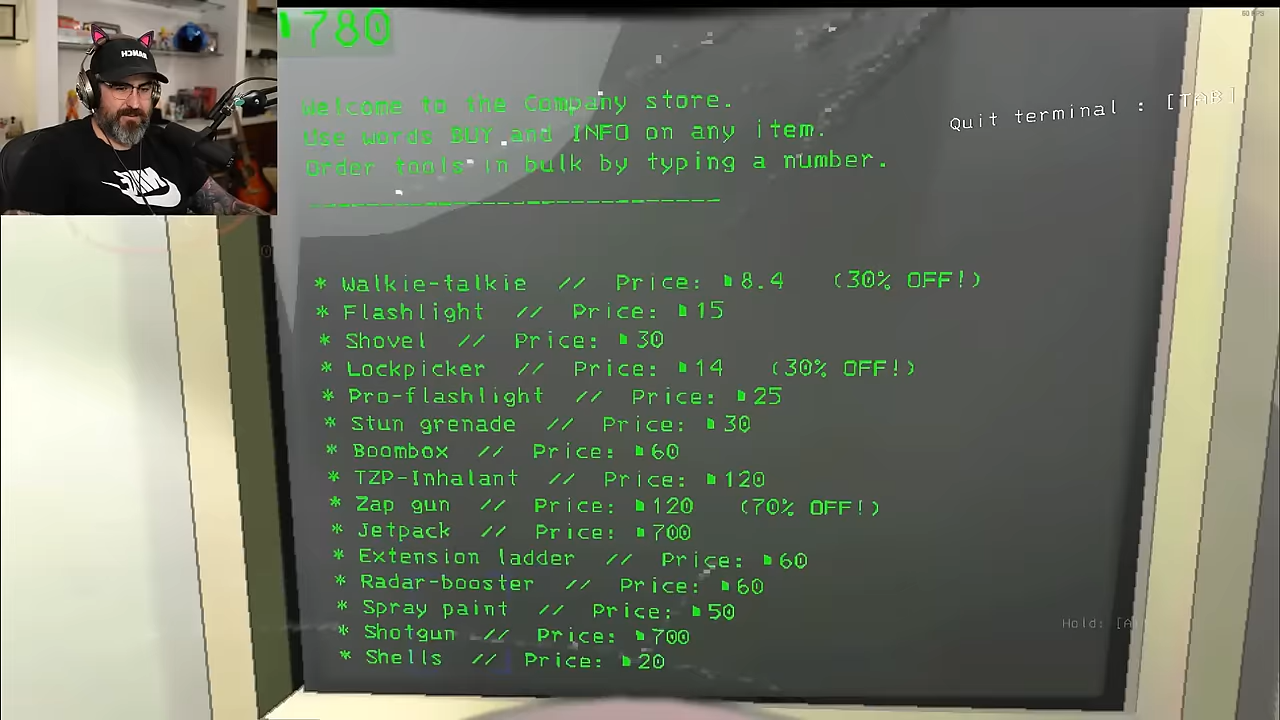 780
Welcome to the Company store.
Use words BUY and INFO on any item.
Order tools in bulk by typing a number.
Quit terminal : [TAB]
* Walkie-talkie // Price: 8.4 (30% OFF!)
* Flashlight // Price: 15
* Shovel // Price: 30
* Lockpicker // Price: 14 (30% OFF!)
* Pro-flashlight // Price: 25
* Stun grenade // Price: 30
* Boombox // Price: 60
* TZP-Inhalant // Price: 120
* Zap gun // Price: 120 (70% OFF!)
* Jetpack // Price: 700
* Extension ladder // Price: 60
* Radar-booster // Price: 60
* Spray paint // Price: 50
* Shotgun // Price: 700
* Shells // Price: 20
Hold: